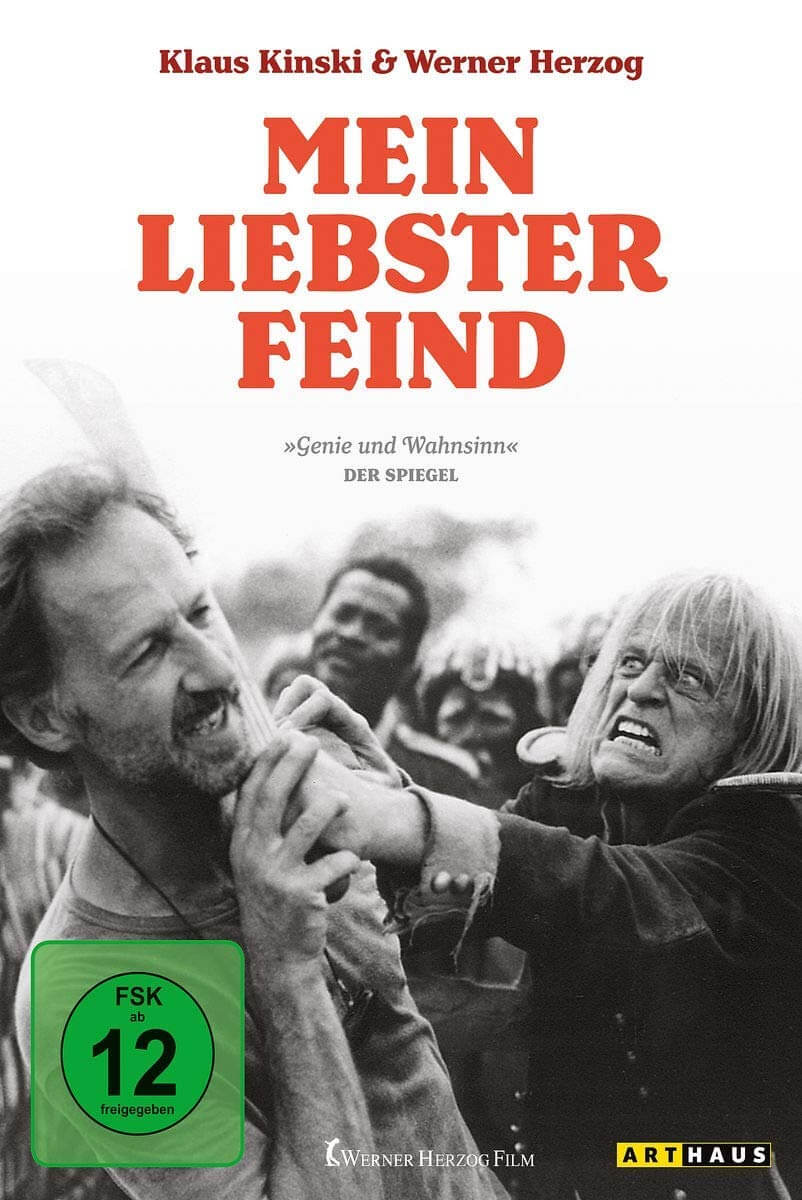 Klaus Kinski & Werner Herzog
MEIN
LIEBSTER
FEIND
»Genie und Wahnsinn«
DER SPIEGEL
FSK
ab
12
freigegeben
WERNER HERZOG FILM
ARTHAUS